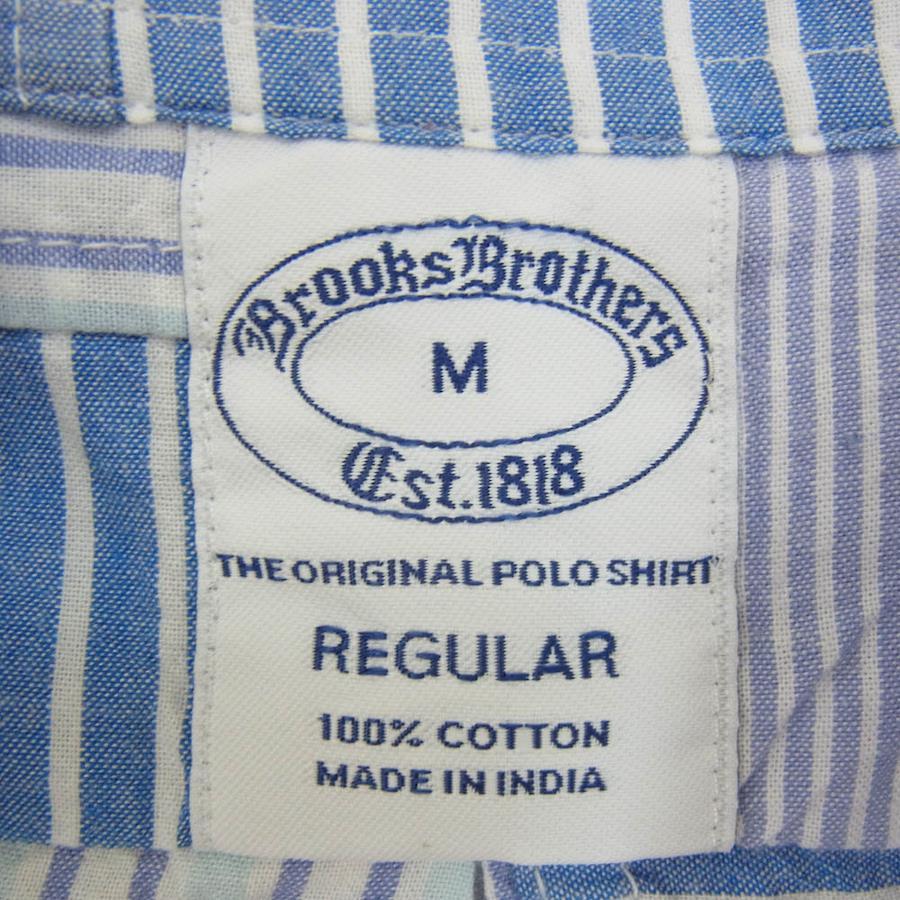 Brooks Brothers
M
Est. 1818
THE ORIGINAL POLO SHIRT
REGULAR
100% COTTON
MADE IN INDIA